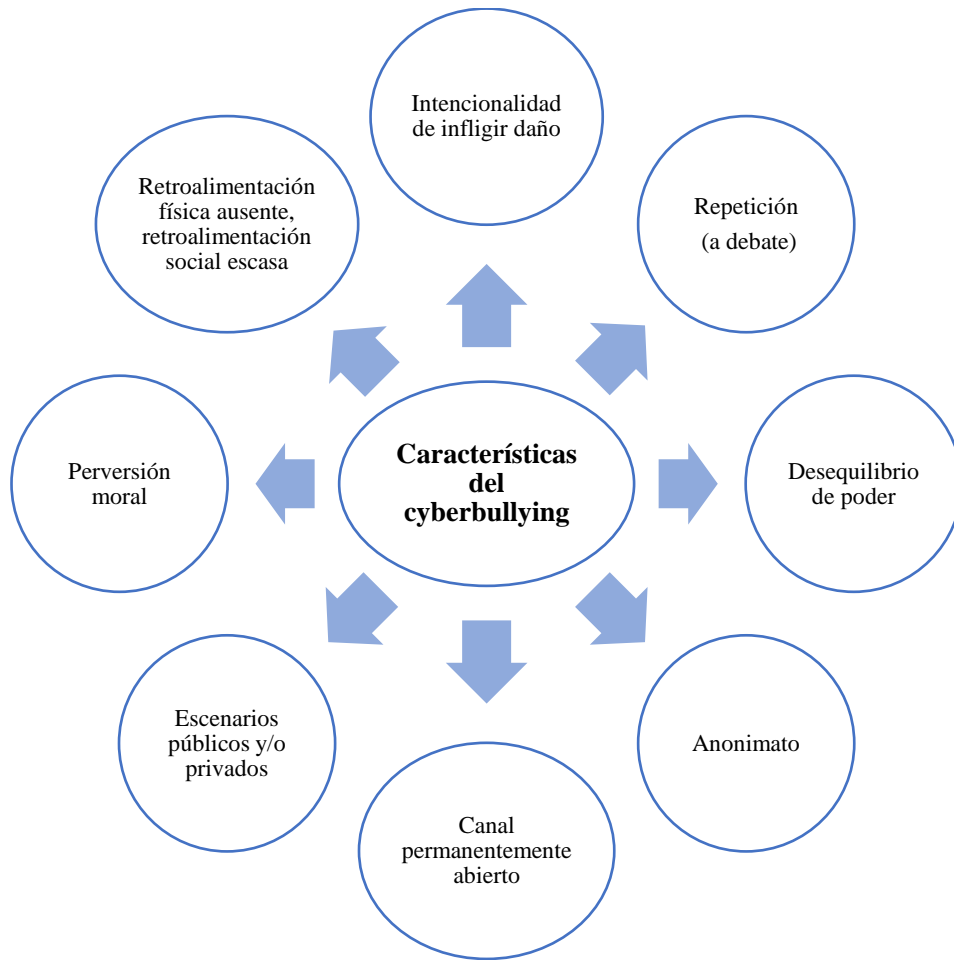 Intencionalidad
de infligir daño
Repetición
(a debate)
Desequilibrio
de poder
Anonimato
Canal
permanentemente
abierto
Escenarios
públicos y/o
privados
Perversión
moral
Retroalimentación
física ausente,
retroalimentación
social escasa
Características
del
cyberbullying